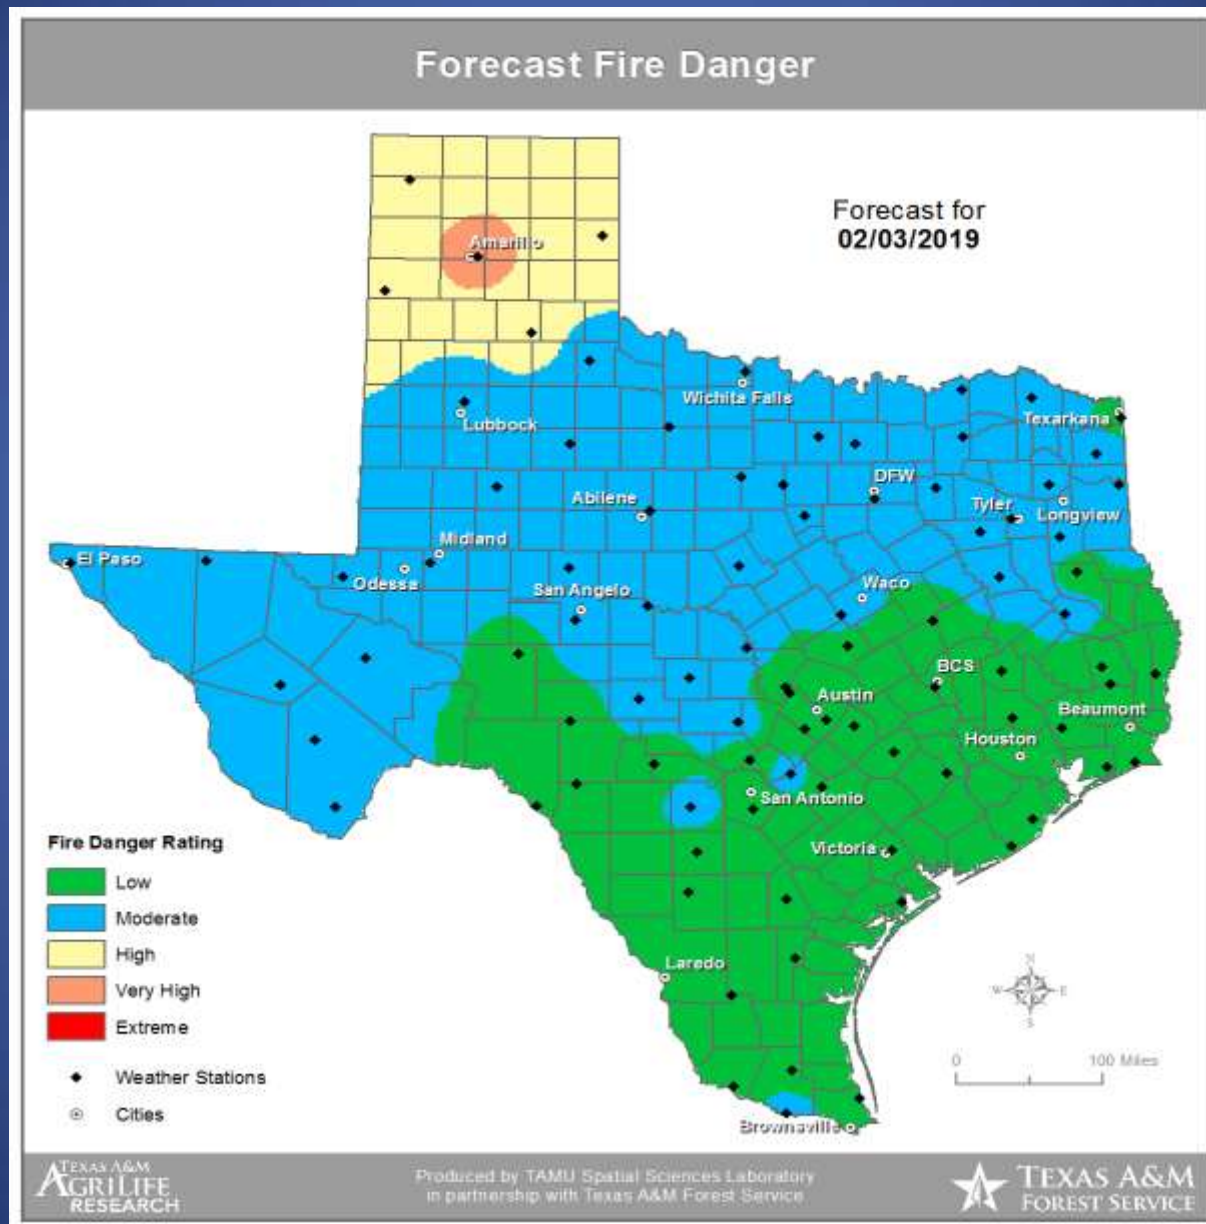 Forecast Fire Danger
Forecast for
02/03/2019
Amarillo
Wichita Falls
Lubbock
Texarkana
DFW
Abilene
Tyler
Longview
Midland
El Paso
Odessa
San Angelo
Waco
BCS
Austin
Beaumont
Houston
San Antonio
Victoria
Laredo
Brownsville
Fire Danger Rating
Low
Moderate
High
Very High
Extreme
Weather Stations
Cities
N
W E
S
0 100 Miles
TEXAS A&M
AGRILIFE
RESEARCH
Produced by TAMU Spatial Sciences Laboratory
in partnership with Texas A&M Forest Service
TEXAS A&M
FOREST SERVICE